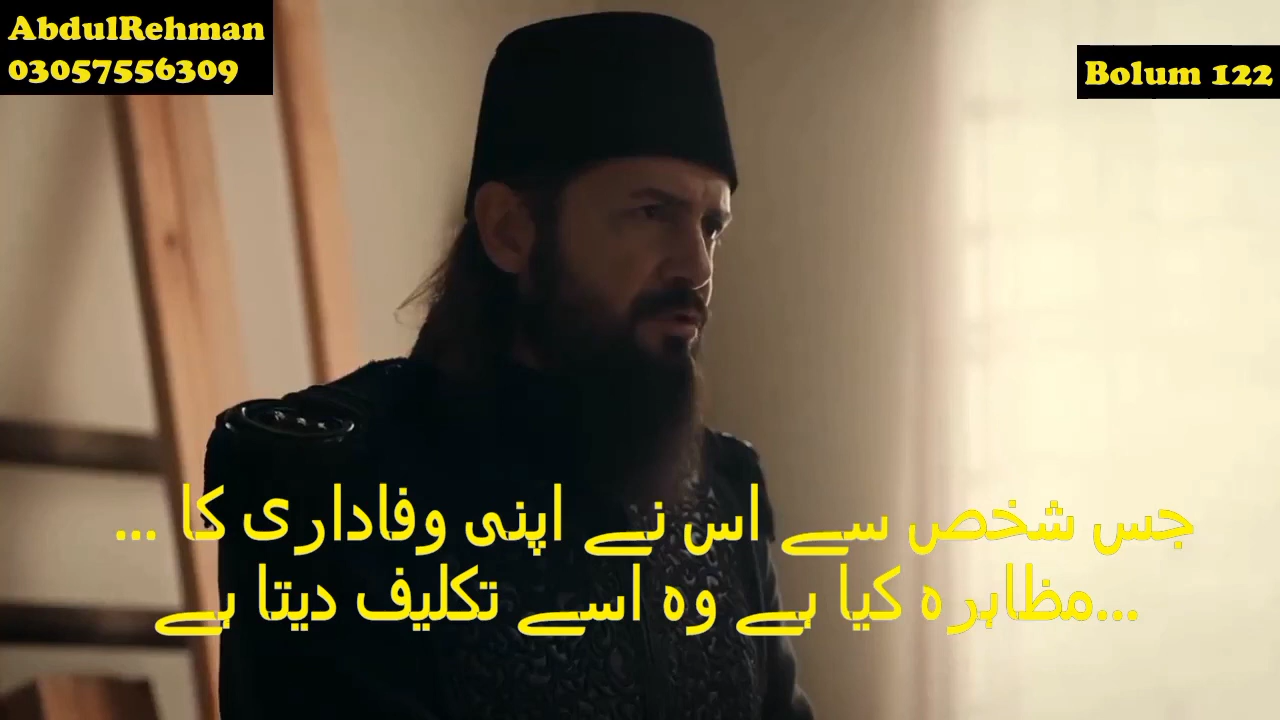 AbdulRehman
03057556309
Bolum 122
جس شخص سے اس نے اپنی وفاداری کا ...
...مظاہرہ کیا ہے وہ اسے تکلیف دیتا ہے